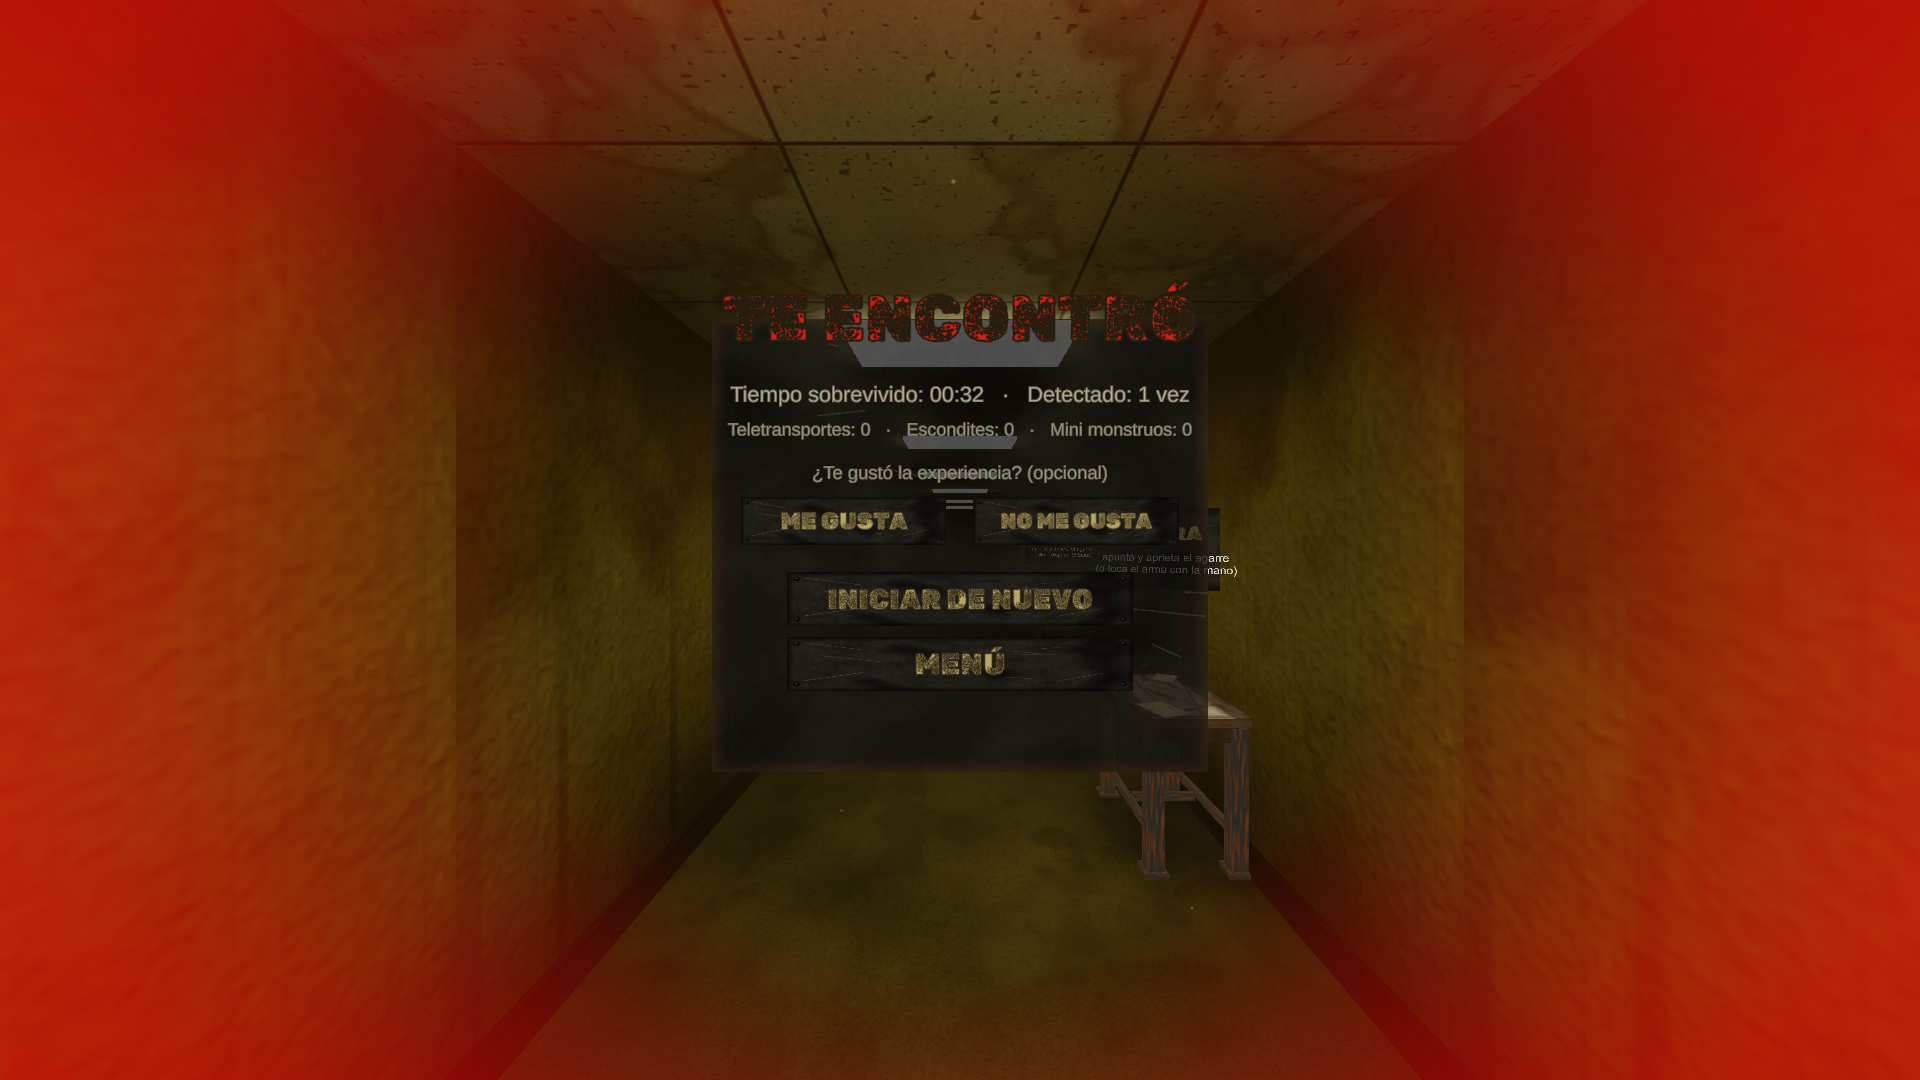 TE ENCONTRÓ
Tiempo sobrevivido: 00:32 · Detectado: 1 vez
Teletransportes: 0 · Escondites: 0 · Mini monstruos: 0
¿Te gustó la experiencia? (opcional)
ME GUSTA NO ME GUSTA
apunta y aprieta el agarre
(o toca el arma con la mano)
INICIAR DE NUEVO
MENÚ